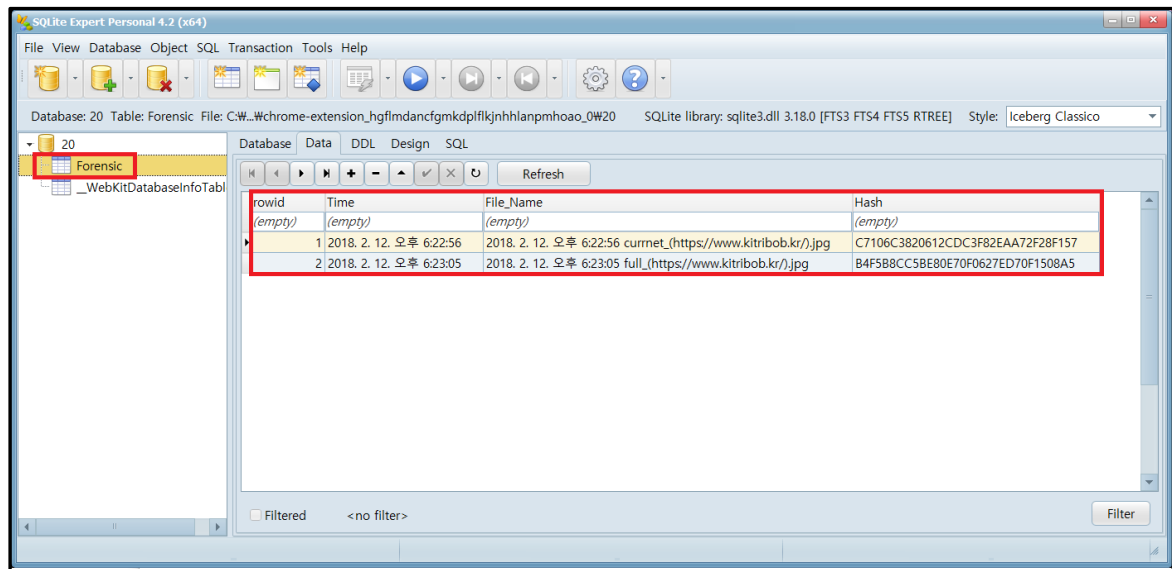 SQLite Expert Personal 4.2 (x64)
File View Database Object SQL Transaction Tools Help
Database: 20 Table: Forensic File: C:₩...₩chrome-extension_hgflmdancfgmkdplflkjnhhlanpmhoao_0₩20 SQLite library: sqlite3.dll 3.18.0 [FTS3 FTS4 FTS5 RTREE] Style: Iceberg Classico
20
Forensic
__WebKitDatabaseInfoTabl
Database Data DDL Design SQL
Refresh
rowid Time File_Name Hash
(empty) (empty) (empty) (empty)
1 2018. 2. 12. 오후 6:22:56 2018. 2. 12. 오후 6:22:56 currnet_(https://www.kitribob.kr/).jpg C7106C3820612CDC3F82EAA72F28F157
2 2018. 2. 12. 오후 6:23:05 2018. 2. 12. 오후 6:23:05 full_(https://www.kitribob.kr/).jpg B4F5B8CC5BE80E70F0627ED70F1508A5
Filtered <no filter> Filter